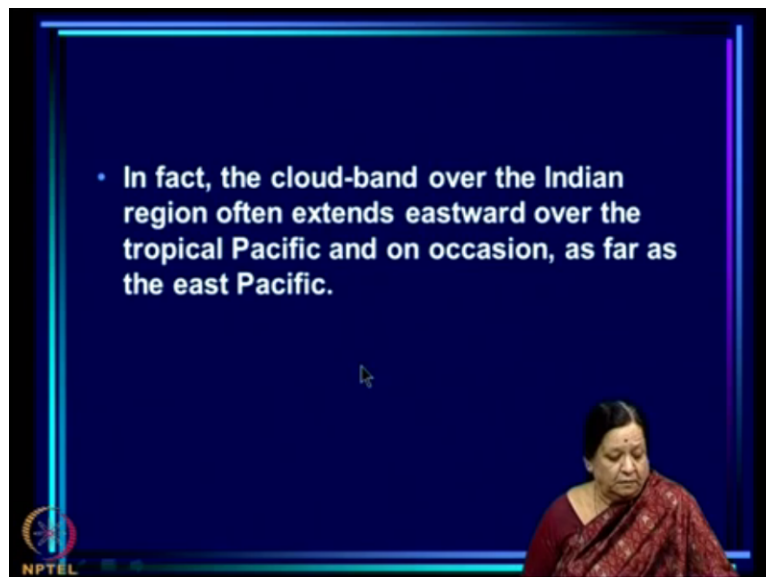 • In fact, the cloud-band over the Indian
region often extends eastward over the
tropical Pacific and on occasion, as far as
the east Pacific.
NPTEL